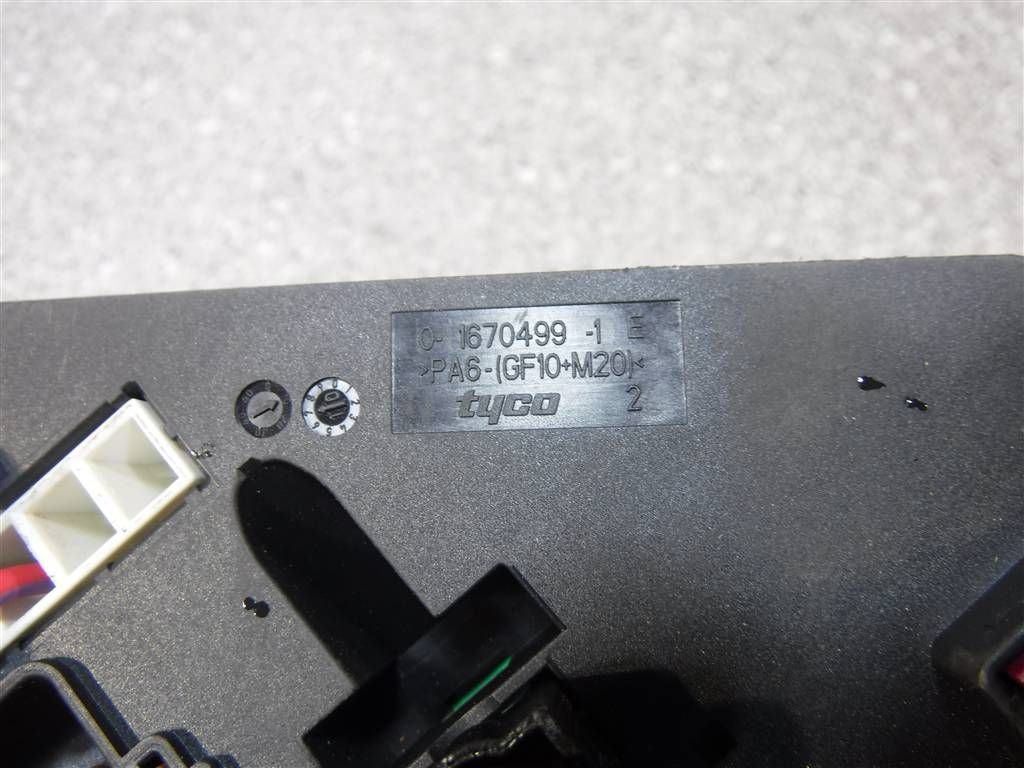 0- 1670499 -1 E
>PA6-(GF10+M20)<
tyco 2